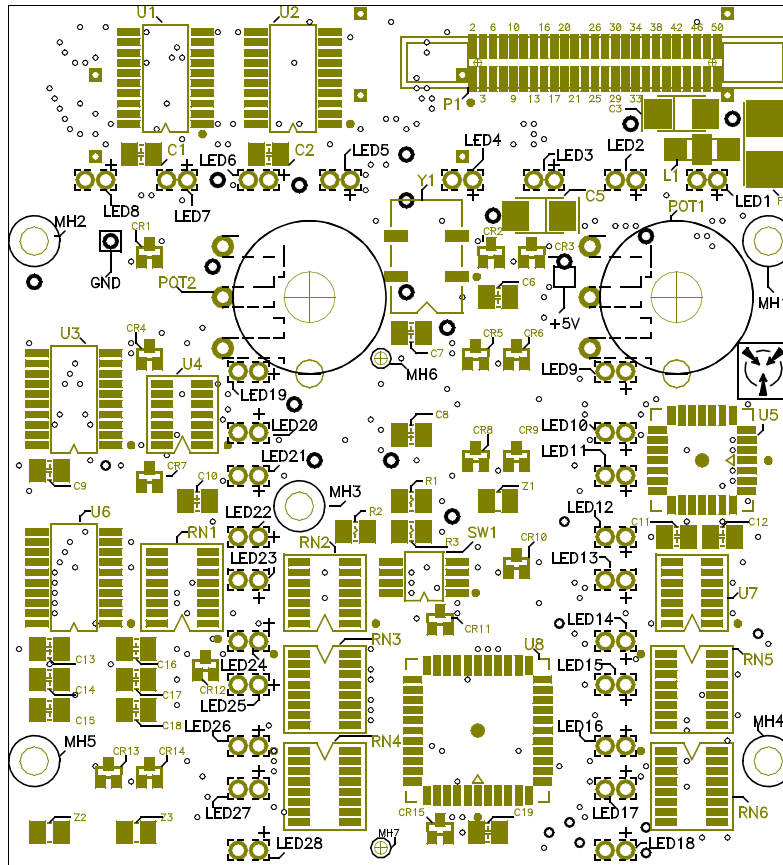 U1 U2
2 6 10 16 20 26 30 34 38 42 46 50
P1 3 9 13 17 21 25 29 33
C3
C1 C2 LED6 LED5 LED4 LED3 LED2 L1
LED8 LED7 Y1 C5 POT1 LED1 F
MH2 CR1 CR2 CR3
GND POT2 C6 MH1
+5V
U3 CR4 U4 C7 CR5 CR6
MH6 LED9
LED19
LED20 C8 LED10 U5
LED21 CR8 CR9 LED11
C9 CR7 C10 MH3 R1 Z1
U6 LED22 R2 LED12 C11 C12
RN1 RN2 R3 SW1
LED23 CR10 LED13
U7
CR11 LED14
RN3 U8
C13 C16 LED24 LED15 RN5
C14 C17 CR12
C15 C18 LED25
LED26 LED16 MH4
MH5 RN4
CR13 CR14
LED27 LED17 RN6
Z2 Z3 CR15 C19
LED28 MH7 LED18